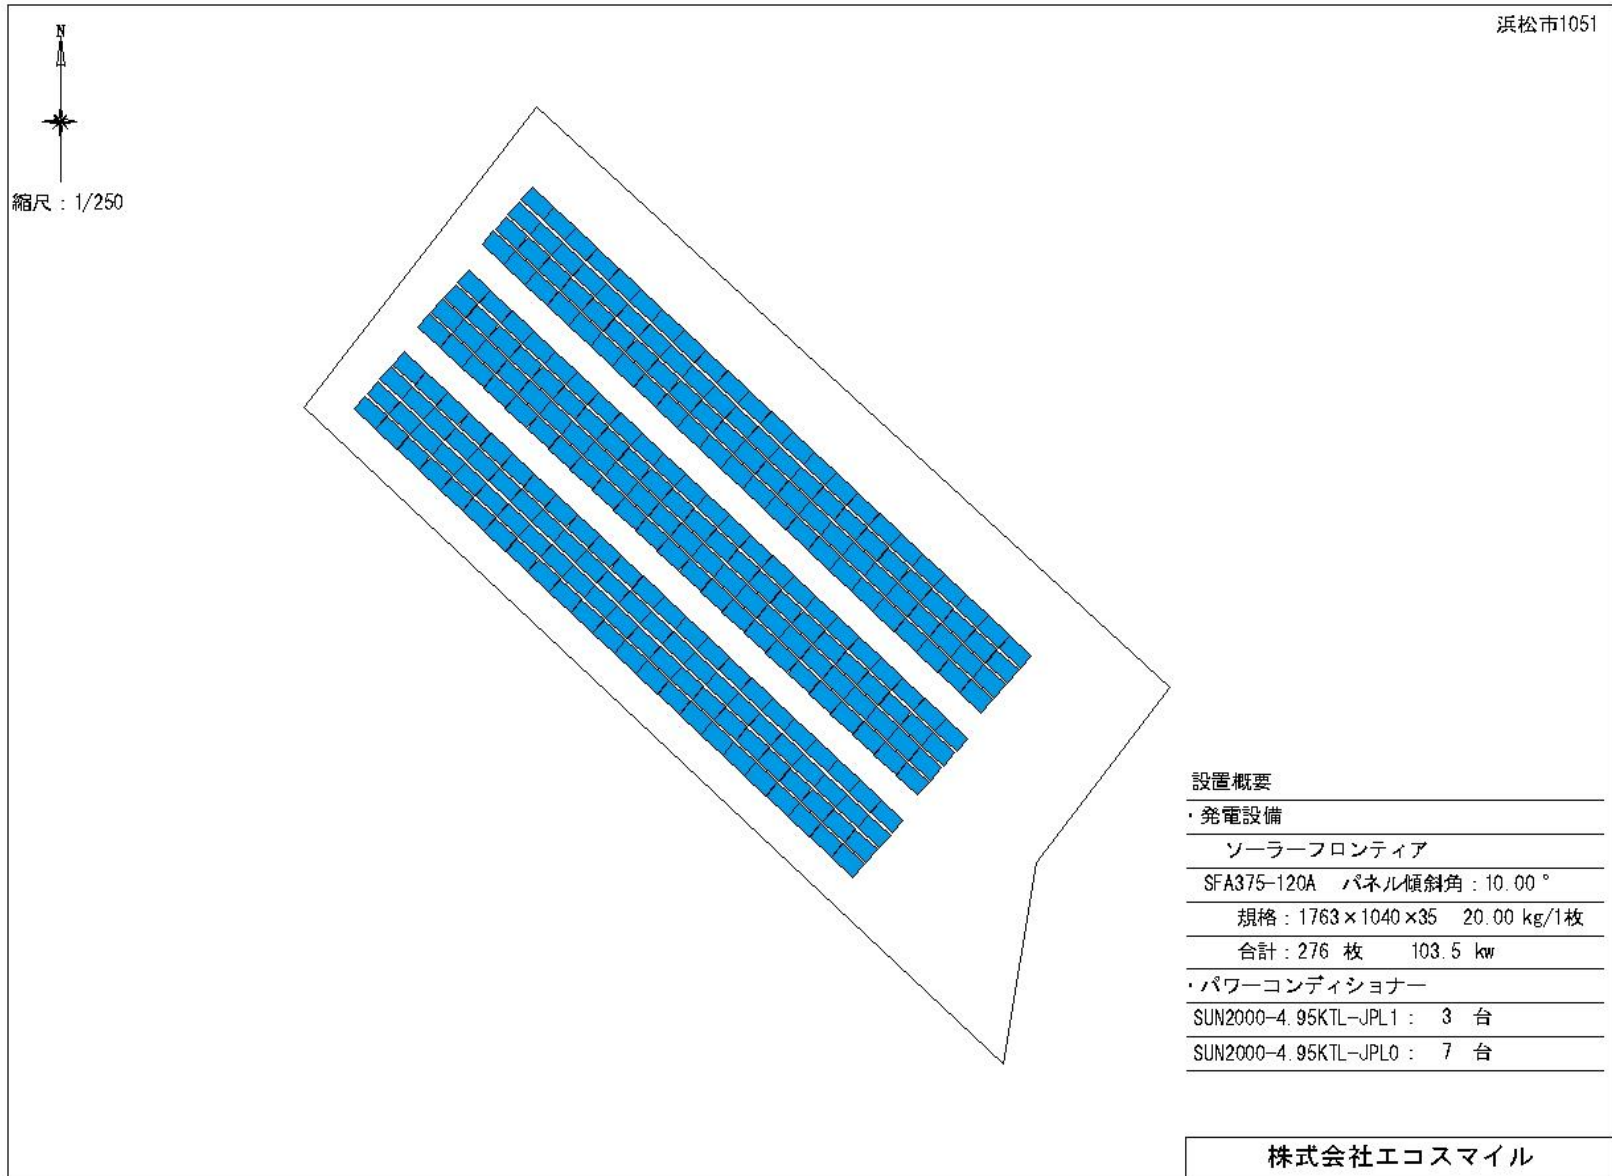 浜松市1051
N
縮尺：1/250
設置概要
・発電設備
ソーラーフロンティア
SFA375-120A パネル傾斜角：10.00°
規格：1763×1040×35 20.00 kg/1枚
合計：276 枚 103.5 kw
・パワーコンディショナー
SUN2000-4.95KTL-JPL1： 3 台
SUN2000-4.95KTL-JPL0： 7 台
株式会社エコスマイル